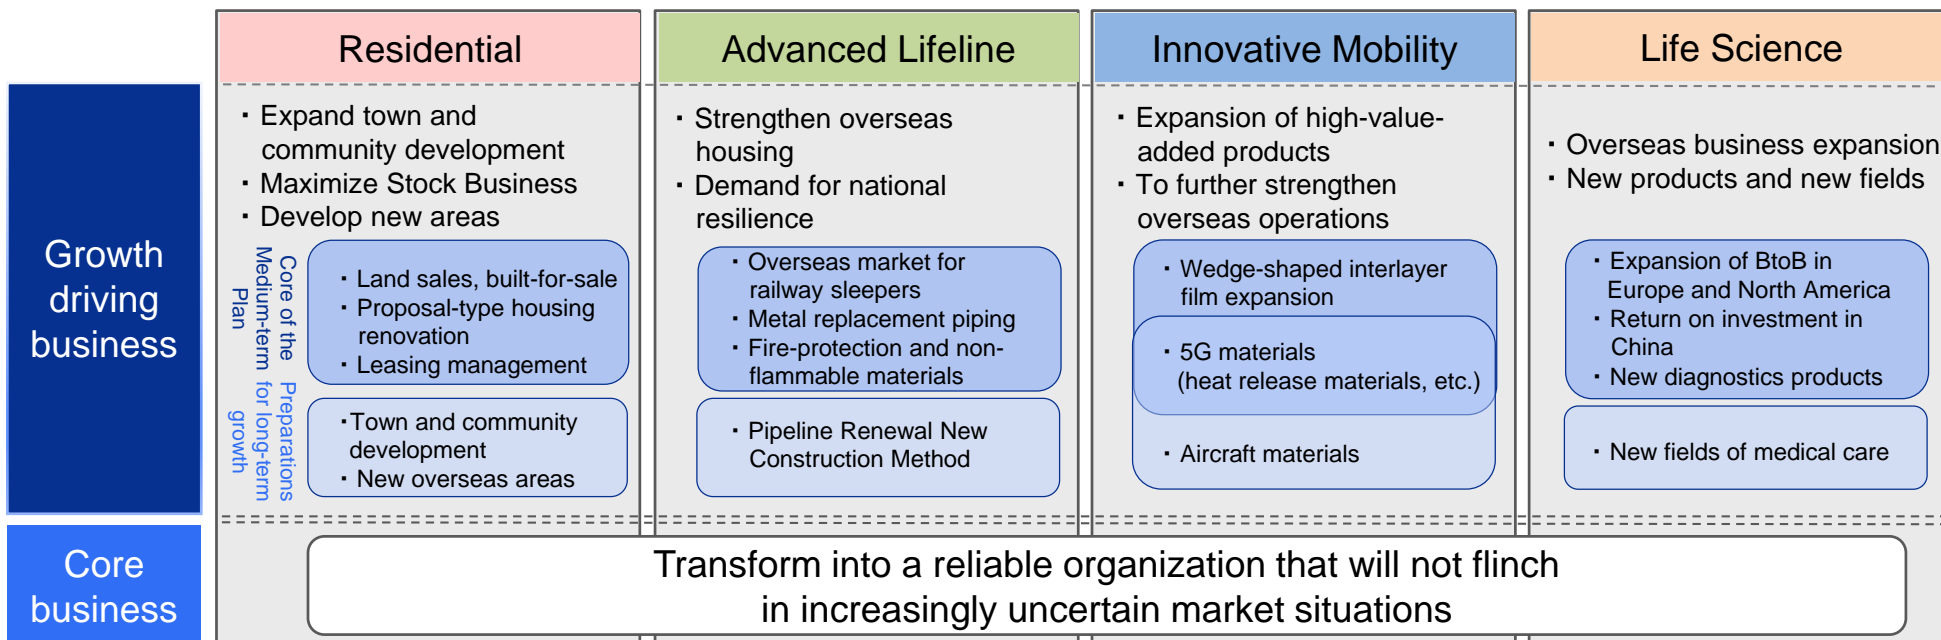 Residential
Advanced Lifeline
Innovative Mobility
Life Science
Growth
driving
business
・Expand town and
community development
・Maximize Stock Business
・Develop new areas
Core of the
Medium-term
Plan
・Land sales, built-for-sale
・Proposal-type housing
renovation
・Leasing management
Preparations
for long-term
growth
・Town and community
development
・New overseas areas
・Strengthen overseas
housing
・Demand for national
resilience
・Overseas market for
railway sleepers
・Metal replacement piping
・Fire-protection and non-
flammable materials
・Pipeline Renewal New
Construction Method
・Expansion of high-value-
added products
・To further strengthen
overseas operations
・Wedge-shaped interlayer
film expansion
・5G materials
(heat release materials, etc.)
・Aircraft materials
・Overseas business expansion
・New products and new fields
・Expansion of BtoB in
Europe and North America
・Return on investment in
China
・New diagnostics products
・New fields of medical care
Core
business
Transform into a reliable organization that will not flinch
in increasingly uncertain market situations